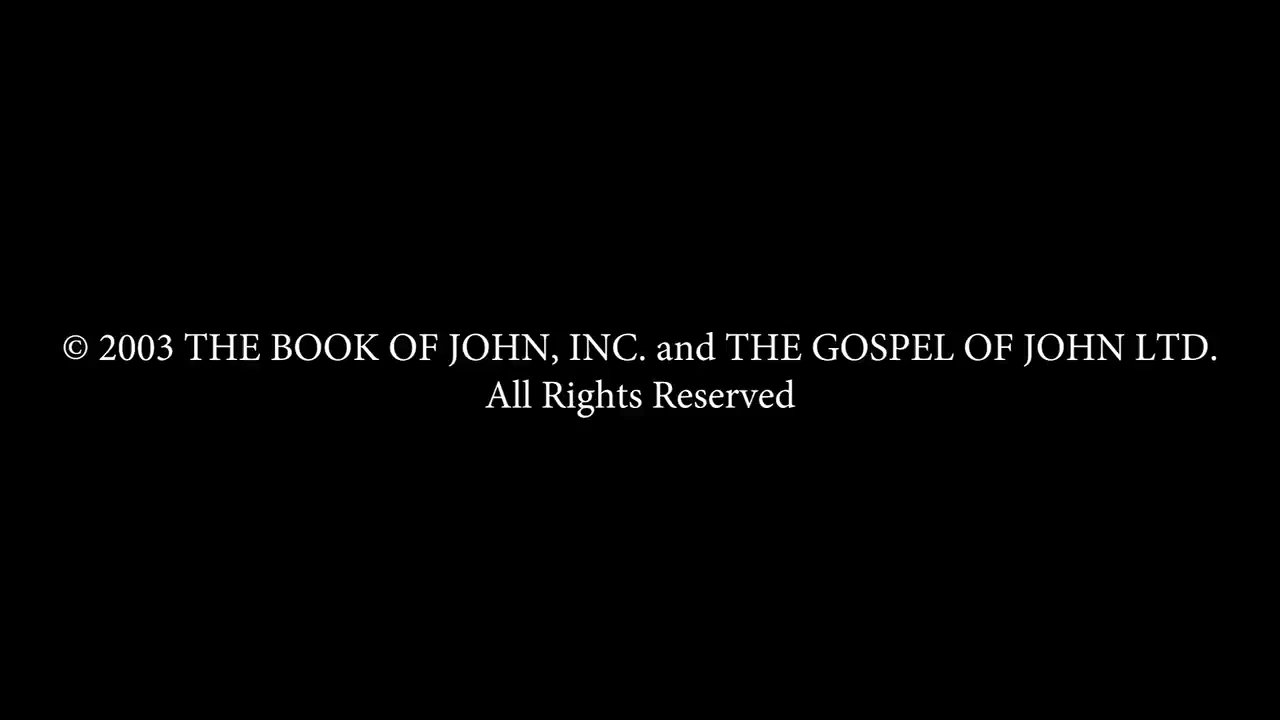 © 2003 THE BOOK OF JOHN, INC. and THE GOSPEL OF JOHN LTD.
All Rights Reserved